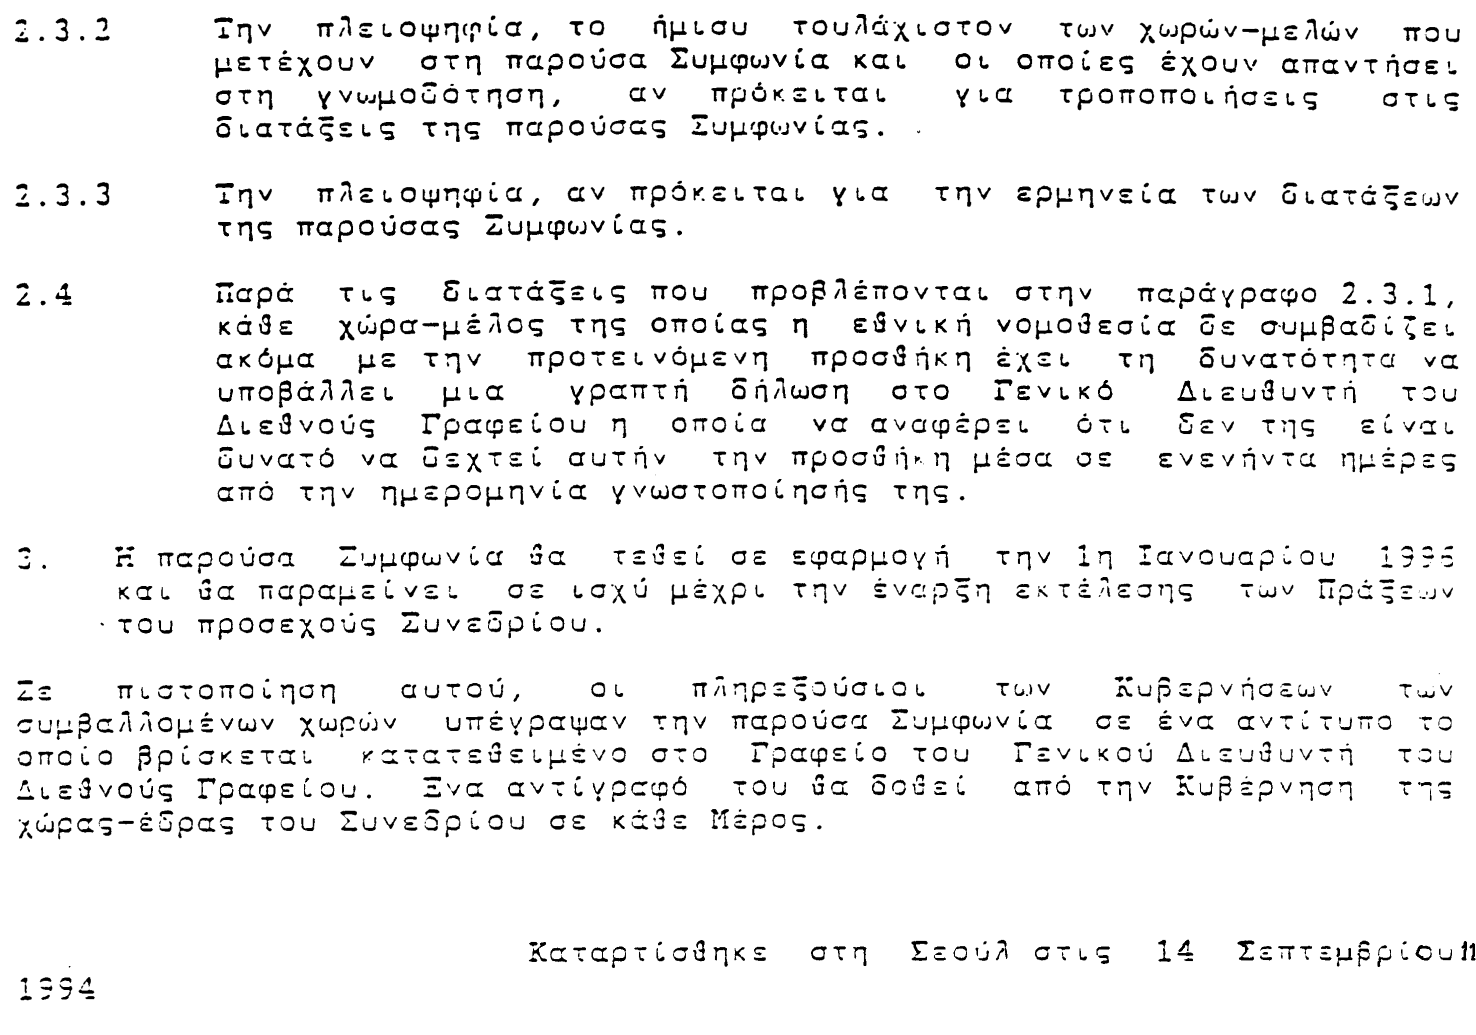 2.3.2 Την πλειοψηφία, το ήμισυ τουλάχιστον των χωρών-μελών που
μετέχουν στη παρούσα Συμφωνία και οι οποίες έχουν απαντήσει
στη γνωμοδότηση, αν πρόκειται για τροποποιήσεις στις
διατάξεις της παρούσας Συμφωνίας.
2.3.3 Την πλειοψηφία, αν πρόκειται για την ερμηνεία των διατάξεων
της παρούσας Συμφωνίας.
2.4 Παρά τις διατάξεις που προβλέπονται στην παράγραφο 2.3.1,
κάθε χώρα-μέλος της οποίας η εθνική νομοθεσία δε συμβαδίζει
ακόμα με την προτεινόμενη προσθήκη έχει τη δυνατότητα να
υποβάλλει μια γραπτή δήλωση στο Γενικό Διευθυντή του
Διεθνούς Γραφείου η οποία να αναφέρει ότι δεν της είναι
δυνατό να δεχτεί αυτήν την προσθήκη μέσα σε ενενήντα ημέρες
από την ημερομηνία γνωστοποίησής της.
3. Η παρούσα Συμφωνία θα τεθεί σε εφαρμογή την 1η Ιανουαρίου 1996
και θα παραμείνει σε ισχύ μέχρι την έναρξη εκτέλεσης των Πράξεων
του προσεχούς Συνεδρίου.
Σε πιστοποίηση αυτού, οι πληρεξούσιοι των Κυβερνήσεων των
συμβαλλομένων χωρών υπέγραψαν την παρούσα Συμφωνία σε ένα αντίτυπο το
οποίο βρίσκεται κατατεθειμένο στο Γραφείο του Γενικού Διευθυντή του
Διεθνούς Γραφείου. Ένα αντίγραφό του θα δοθεί από την Κυβέρνηση της
χώρας-έδρας του Συνεδρίου σε κάθε Μέρος.
Καταρτίσθηκε στη Σεούλ στις 14 Σεπτεμβρίου
1994